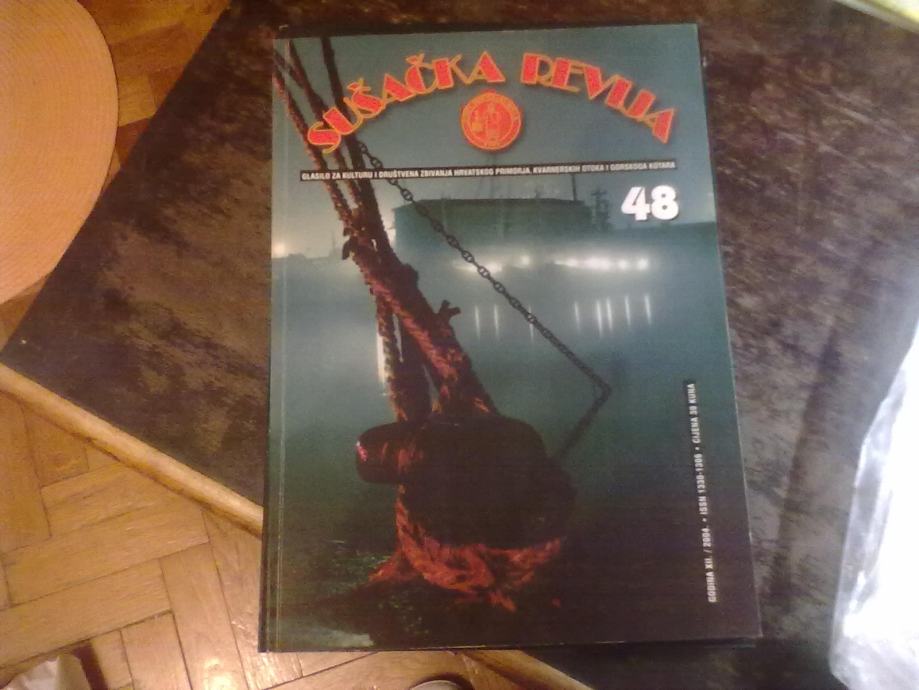 SUŠAČKA REVIJA
GLASILO ZA KULTURU I DRUŠTVENA ZBIVANJA HRVATSKOG PRIMORJA, KVARNERSKIH OTOKA I GORSKOGA KOTARA
48
GODINA XII. / 2004. • ISSN 1330-1306 • CIJENA 30 KUNA